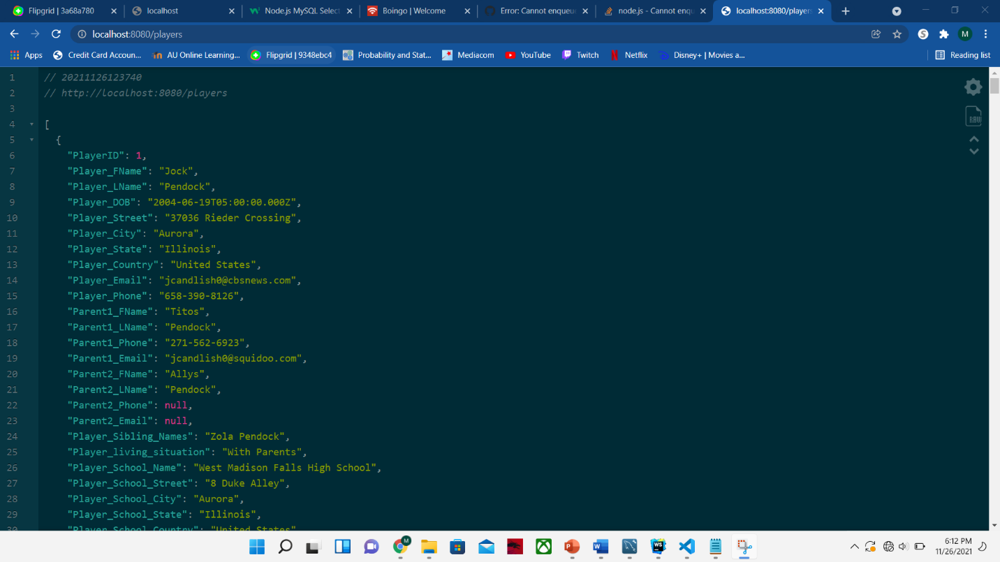 Flipgrid | 3a68a780
localhost
Node.js MySQL Select
Boingo | Welcome
Error: Cannot enqueu
node.js - Cannot enqu
localhost:8080/players
localhost:8080/players
S
M
Apps
Credit Card Accoun...
AU Online Learning...
Flipgrid | 9348ebc4
Probability and Stat...
Mediacom
YouTube
Twitch
Netflix
Disney+ | Movies a...
Reading list
1 // 20211126123740
2 // http://localhost:8080/players
3
4 [
5 {
6 "PlayerID": 1,
7 "Player_FName": "Jock",
8 "Player_LName": "Pendock",
9 "Player_DOB": "2004-06-19T05:00:00.000Z",
10 "Player_Street": "37036 Rieder Crossing",
11 "Player_City": "Aurora",
12 "Player_State": "Illinois",
13 "Player_Country": "United States",
14 "Player_Email": "jcandlish0@cbsnews.com",
15 "Player_Phone": "658-390-8126",
16 "Parent1_FName": "Titos",
17 "Parent1_LName": "Pendock",
18 "Parent1_Phone": "271-562-6923",
19 "Parent1_Email": "jcandlish0@squidoo.com",
20 "Parent2_FName": "Allys",
21 "Parent2_LName": "Pendock",
22 "Parent2_Phone": null,
23 "Parent2_Email": null,
24 "Player_Sibling_Names": "Zola Pendock",
25 "Player_living_situation": "With Parents",
26 "Player_School_Name": "West Madison Falls High School",
27 "Player_School_Street": "8 Duke Alley",
28 "Player_School_City": "Aurora",
29 "Player_School_State": "Illinois",
30 "Player_School_Country": "United States"
RAW
M
6:12 PM
11/26/2021